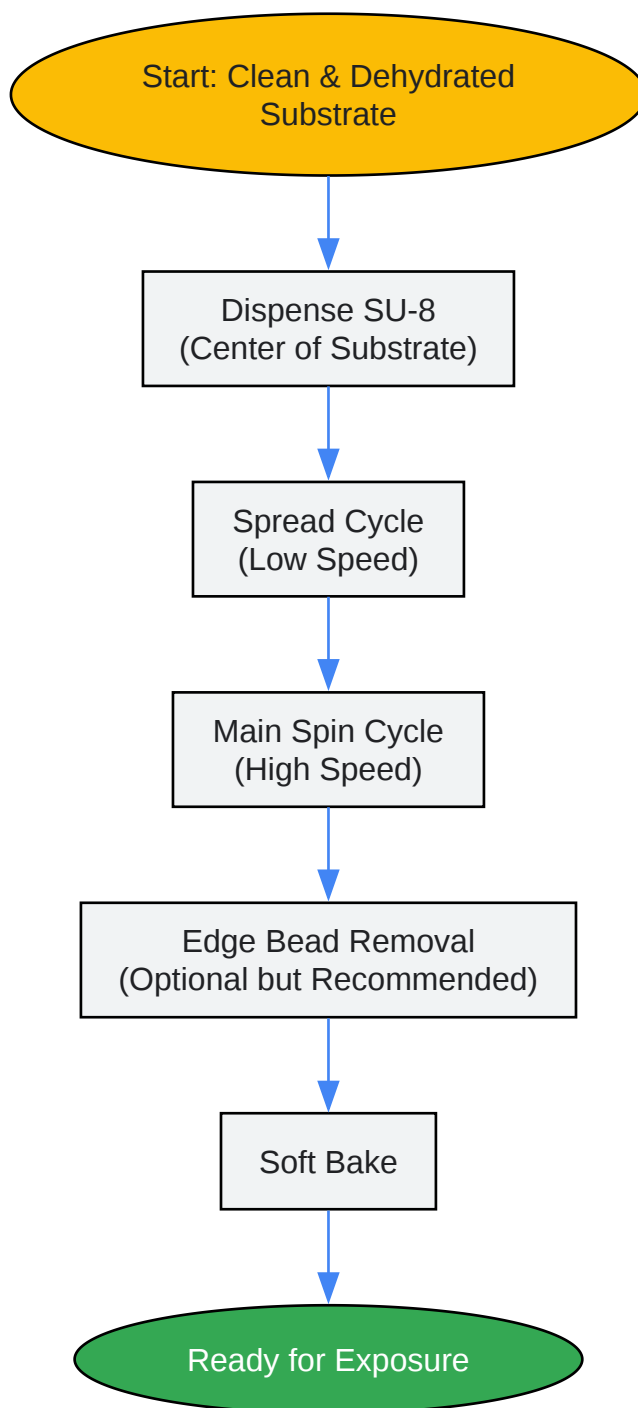 Start: Clean & Dehydrated
Substrate
Dispense SU-8
(Center of Substrate)
Spread Cycle
(Low Speed)
Main Spin Cycle
(High Speed)
Edge Bead Removal
(Optional but Recommended)
Soft Bake
Ready for Exposure